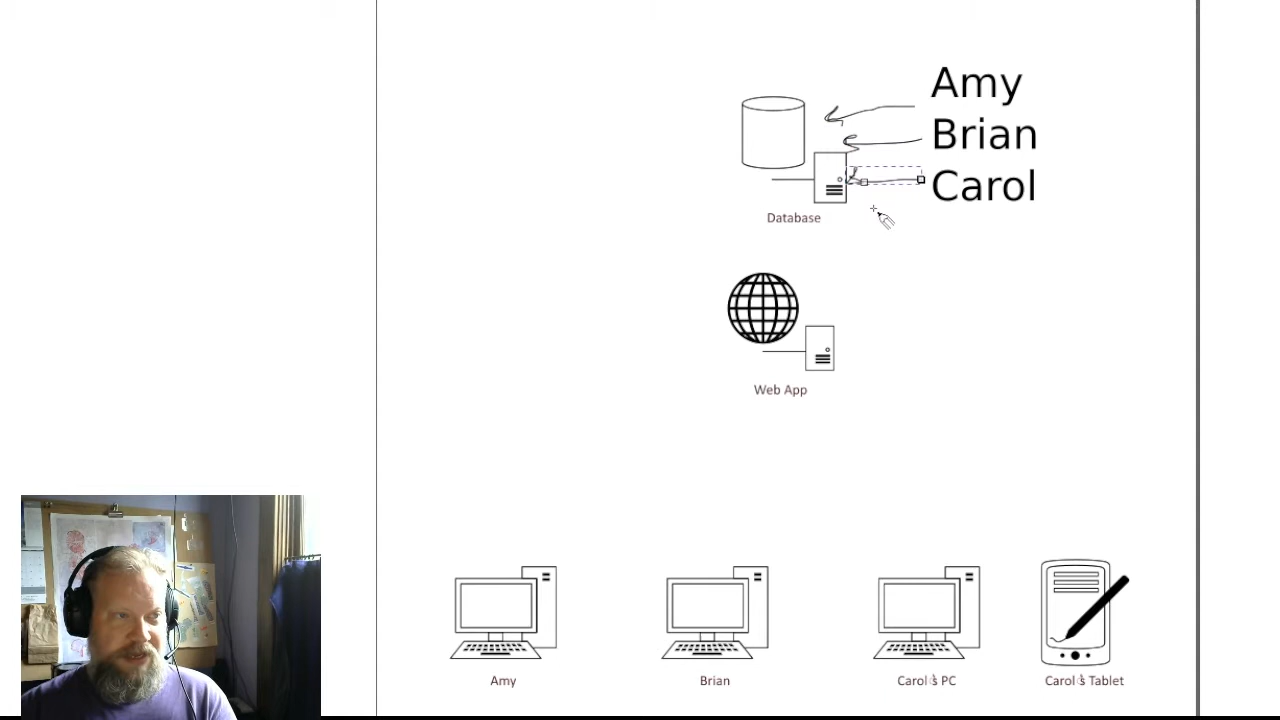 Amy
Brian
Carol
Database
Web App
Amy
Brian
Carol's PC
Carol's Tablet